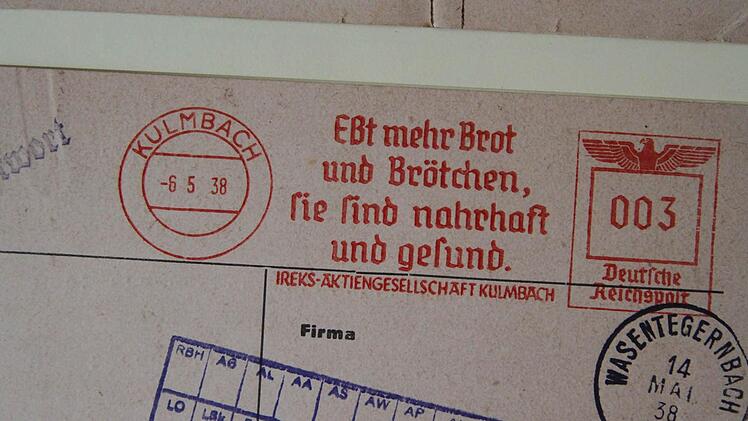 KULMBACH
-6 5 38
Eßt mehr Brot
und Brötchen,
sie sind nahrhaft
und gesund.
IREKS-AKTIENGESELLSCHAFT KULMBACH
003
Deutsche
Reichspost
Firma
RBH AG AL AA AS AW AP
LO LBk
WASENTEGERNBACH
14
MAI
38